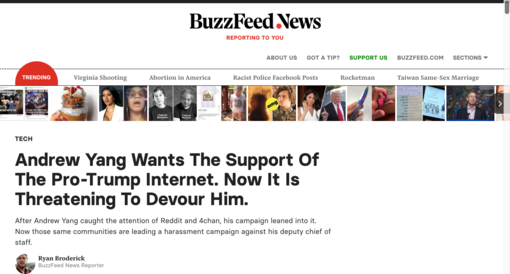 BuzzFeed News
REPORTING TO YOU
ABOUT US GOT A TIP? SUPPORT US BUZZFEED.COM SECTIONS
TRENDING Virginia Shooting Abortion in America Racist Police Facebook Posts Rocketman Taiwan Same-Sex Marriage
TECH
Andrew Yang Wants The Support Of
The Pro-Trump Internet. Now It Is
Threatening To Devour Him.
After Andrew Yang caught the attention of Reddit and 4chan, his campaign leaned into it.
Now those same communities are leading a harassment campaign against his deputy chief of
staff.
Ryan Broderick
BuzzFeed News Reporter